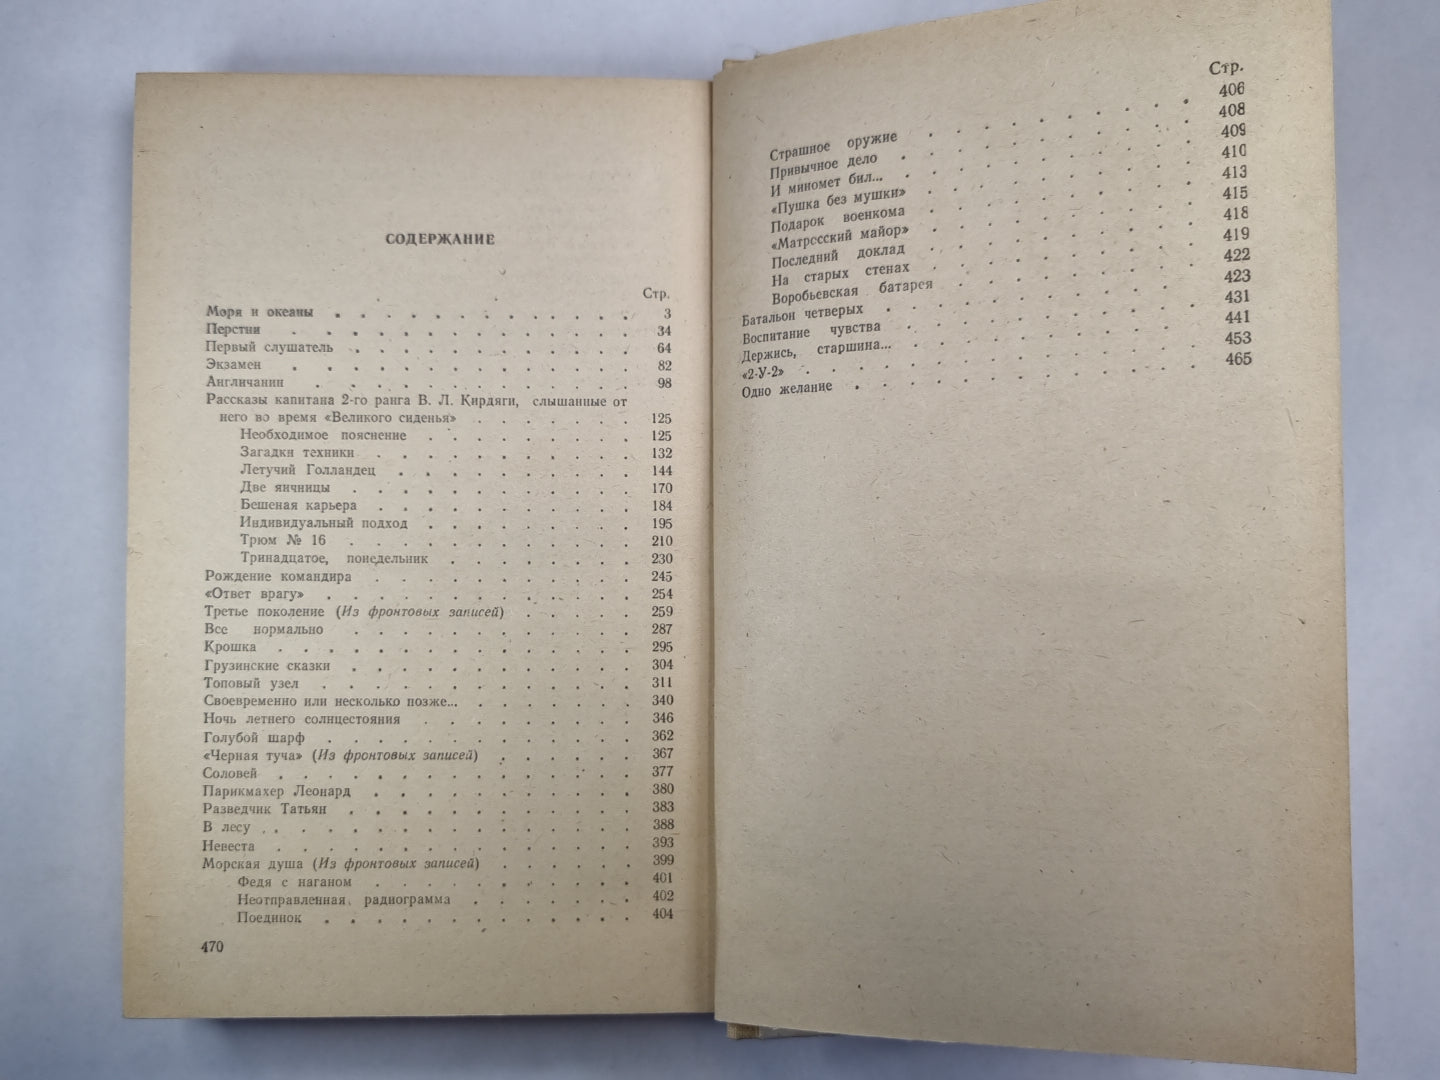 СОДЕРЖАНИЕ
Стр.
Моря и океаны . . . . . . . . . . . . 3
Перстни . . . . . . . . . . . . 34
Первый слушатель . . . . . . . . . . . 64
Экзамен . . . . . . . . . . . . 82
Англичанин . . . . . . . . . . . . 98
Рассказы капитана 2-го ранга В. Л. Кирдяги, слышанные от
него во время «Великого сиденья» . . . . . . . 125
Необходимое пояснение . . . . . . . . . 125
Загадки техники . . . . . . . . . . . 132
Летучий Голландец . . . . . . . . . . 144
Две яичницы . . . . . . . . . . . . 170
Бешеная карьера . . . . . . . . . . . 184
Индивидуальный подход . . . . . . . . . 195
Трюм № 16 . . . . . . . . . . . . 210
Тринадцатое, понедельник . . . . . . . . 230
Рождение командира . . . . . . . . . . . 245
«Ответ врагу» . . . . . . . . . . . . 254
Третье поколение (Из фронтовых записей) . . . . . 259
Все нормально . . . . . . . . . . . . 287
Крошка . . . . . . . . . . . . . . 295
Грузинские сказки . . . . . . . . . . . 304
Топовый узел . . . . . . . . . . . . 311
Своевременно или несколько позже... . . . . . . . 340
Ночь летнего солнцестояния . . . . . . . . . 346
Голубой шарф . . . . . . . . . . . . 362
«Черная туча» (Из фронтовых записей) . . . . . . 367
Соловей . . . . . . . . . . . . . . 377
Парикмахер Леонард . . . . . . . . . . . 380
Разведчик Татьян . . . . . . . . . . . 383
В лесу . . . . . . . . . . . . . . 388
Невеста . . . . . . . . . . . . . . 393
Морская душа (Из фронтовых записей) . . . . . . 399
Федя с наганом . . . . . . . . . . . 401
Неотправленная радиограмма . . . . . . . 402
Поединок . . . . . . . . . . . . 404
470
Стр.
Страшное оружие . . . . . . . . . . 406
Привычное дело . . . . . . . . . . . 408
И миномет бил... . . . . . . . . . . . 409
«Пушка без мушки» . . . . . . . . . . 410
Подарок военкома . . . . . . . . . . 413
«Матросский майор» . . . . . . . . . . 415
Последний доклад . . . . . . . . . . 418
На старых стенах . . . . . . . . . . 419
Воробьевская батарея . . . . . . . . . 422
Батальон четверых . . . . . . . . . . . 423
Воспитание чувства . . . . . . . . . . . 431
Держись, старшина... . . . . . . . . . . . 441
«2-У-2» . . . . . . . . . . . . . . 453
Одно желание . . . . . . . . . . . . 465